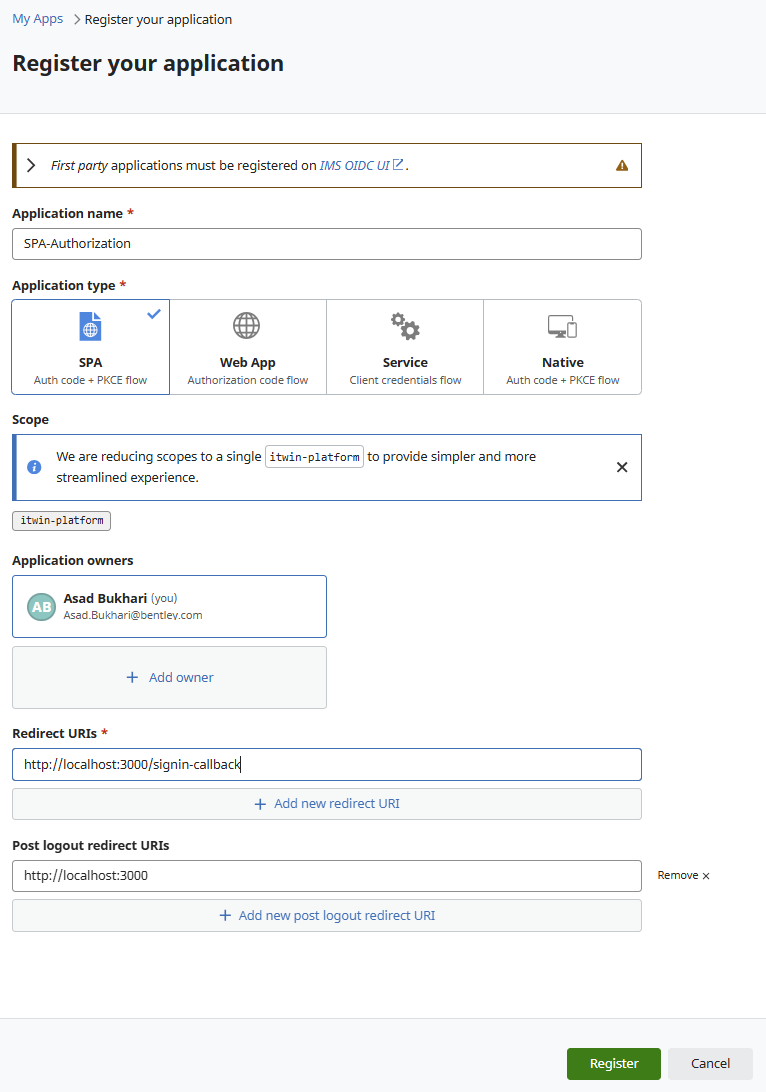 My Apps > Register your application
Register your application
First party applications must be registered on IMS OIDC UI .
Application name *
SPA-Authorization
Application type *
SPA
Auth code + PKCE flow
Web App
Authorization code flow
Service
Client credentials flow
Native
Auth code + PKCE flow
Scope
We are reducing scopes to a single itwin-platform to provide simpler and more
streamlined experience.
itwin-platform
Application owners
AB
Asad Bukhari (you)
Asad.Bukhari@bentley.com
+ Add owner
Redirect URIs *
http://localhost:3000/signin-callback
+ Add new redirect URI
Post logout redirect URIs
http://localhost:3000
Remove ×
+ Add new post logout redirect URI
Register
Cancel